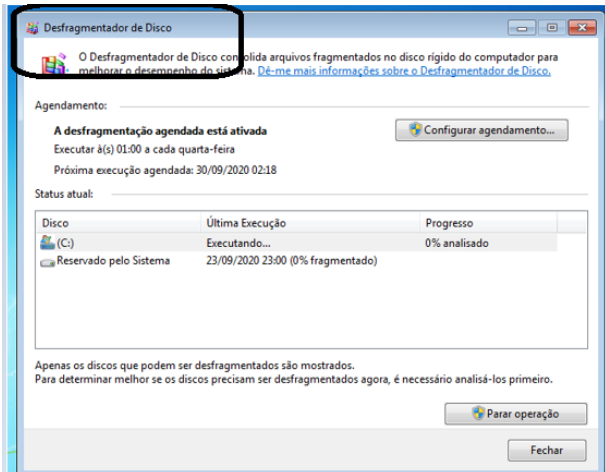 Desfragmentador de Disco
O Desfragmentador de Disco consolida arquivos fragmentados no disco rígido do computador para
melhorar o desempenho do sistema. Dê-me mais informações sobre o Desfragmentador de Disco.
Agendamento:
A desfragmentação agendada está ativada
Configurar agendamento...
Executar à(s) 01:00 a cada quarta-feira
Próxima execução agendada: 30/09/2020 02:18
Status atual:
Disco Última Execução Progresso
(C:) Executando... 0% analisado
Reservado pelo Sistema 23/09/2020 23:00 (0% fragmentado)
Apenas os discos que podem ser desfragmentados são mostrados.
Para determinar melhor se os discos precisam ser desfragmentados agora, é necessário analisá-los primeiro.
Parar operação
Fechar